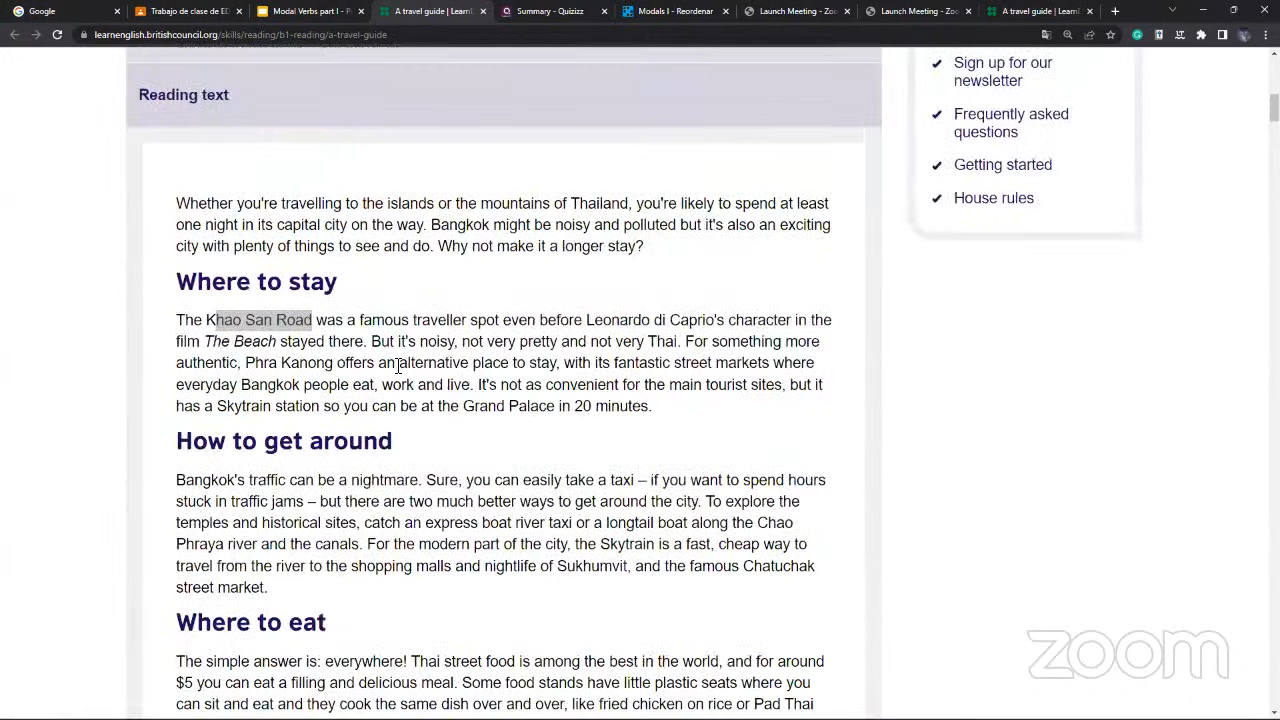 Google
Trabajo de clase de ED
Modal Verbs part I - P
A travel guide | LearnE
Summary - Quizizz
Modals I - Reordenar
Launch Meeting - Zoo
Launch Meeting - Zoo
A travel guide | LearnE
learnenglish.britishcouncil.org/skills/reading/b1-reading/a-travel-guide
Reading text
Whether you're travelling to the islands or the mountains of Thailand, you're likely to spend at least
one night in its capital city on the way. Bangkok might be noisy and polluted but it's also an exciting
city with plenty of things to see and do. Why not make it a longer stay?
Where to stay
The Khao San Road was a famous traveller spot even before Leonardo di Caprio's character in the
film The Beach stayed there. But it's noisy, not very pretty and not very Thai. For something more
authentic, Phra Kanong offers an alternative place to stay, with its fantastic street markets where
everyday Bangkok people eat, work and live. It's not as convenient for the main tourist sites, but it
has a Skytrain station so you can be at the Grand Palace in 20 minutes.
How to get around
Bangkok's traffic can be a nightmare. Sure, you can easily take a taxi – if you want to spend hours
stuck in traffic jams – but there are two much better ways to get around the city. To explore the
temples and historical sites, catch an express boat river taxi or a longtail boat along the Chao
Phraya river and the canals. For the modern part of the city, the Skytrain is a fast, cheap way to
travel from the river to the shopping malls and nightlife of Sukhumvit, and the famous Chatuchak
street market.
Where to eat
The simple answer is: everywhere! Thai street food is among the best in the world, and for around
$5 you can eat a filling and delicious meal. Some food stands have little plastic seats where you
can sit and eat and they cook the same dish over and over, like fried chicken on rice or Pad Thai
Sign up for our
newsletter
Frequently asked
questions
Getting started
House rules
zoom